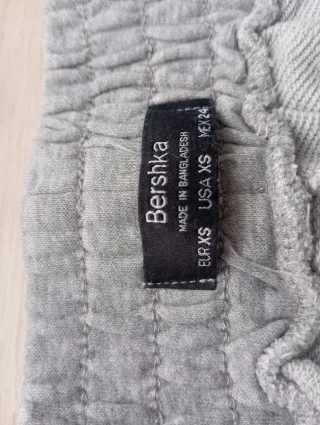 Bershka
MADE IN BANGLADESH
EUR XS USA XS MEX 24